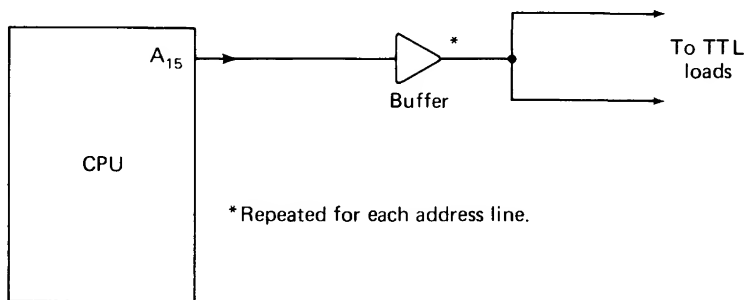 A15
*
To TTL
loads
Buffer
CPU
*Repeated for each address line.